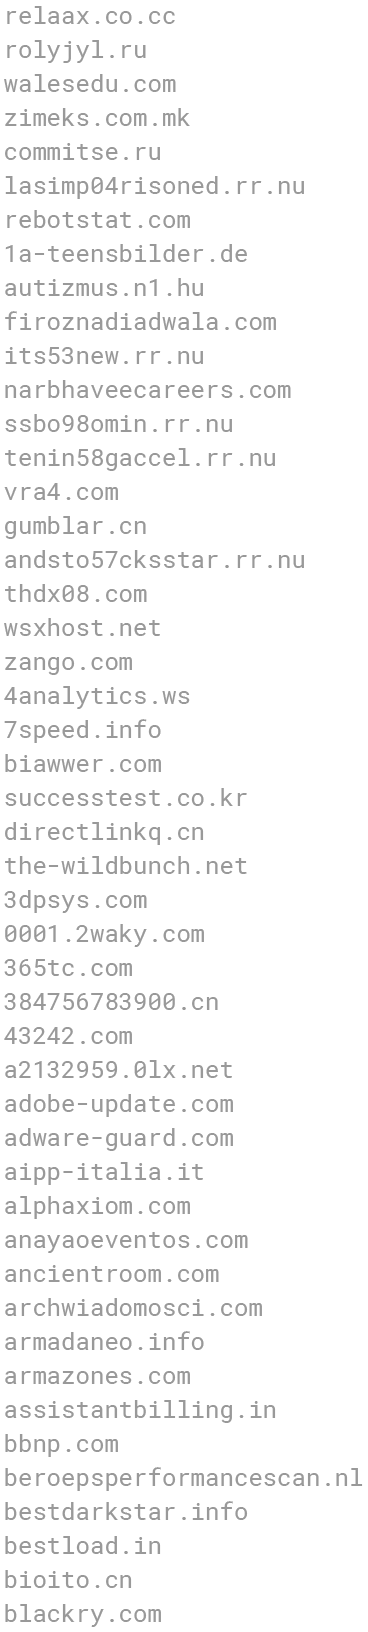 relaax.co.cc
rolyjyl.ru
walesedu.com
zimeks.com.mk
commitse.ru
lasimp04risoned.rr.nu
rebotstat.com
1a-teensbilder.de
autizmus.n1.hu
firoznadiadwala.com
its53new.rr.nu
narbhaveecareers.com
ssbo98omin.rr.nu
tenin58gaccel.rr.nu
vra4.com
gumblar.cn
andsto57cksstar.rr.nu
thdx08.com
wsxhost.net
zango.com
4analytics.ws
7speed.info
biawwer.com
successtest.co.kr
directlinkq.cn
the-wildbunch.net
3dpsys.com
0001.2waky.com
365tc.com
384756783900.cn
43242.com
a2132959.0lx.net
adobe-update.com
adware-guard.com
aipp-italia.it
alphaxiom.com
anayaoeventos.com
ancientroom.com
archwiadomosci.com
armadaneo.info
armazones.com
assistantbilling.in
bbnp.com
beroepsperformancescan.nl
bestdarkstar.info
bestload.in
bioito.cn
blackry.com